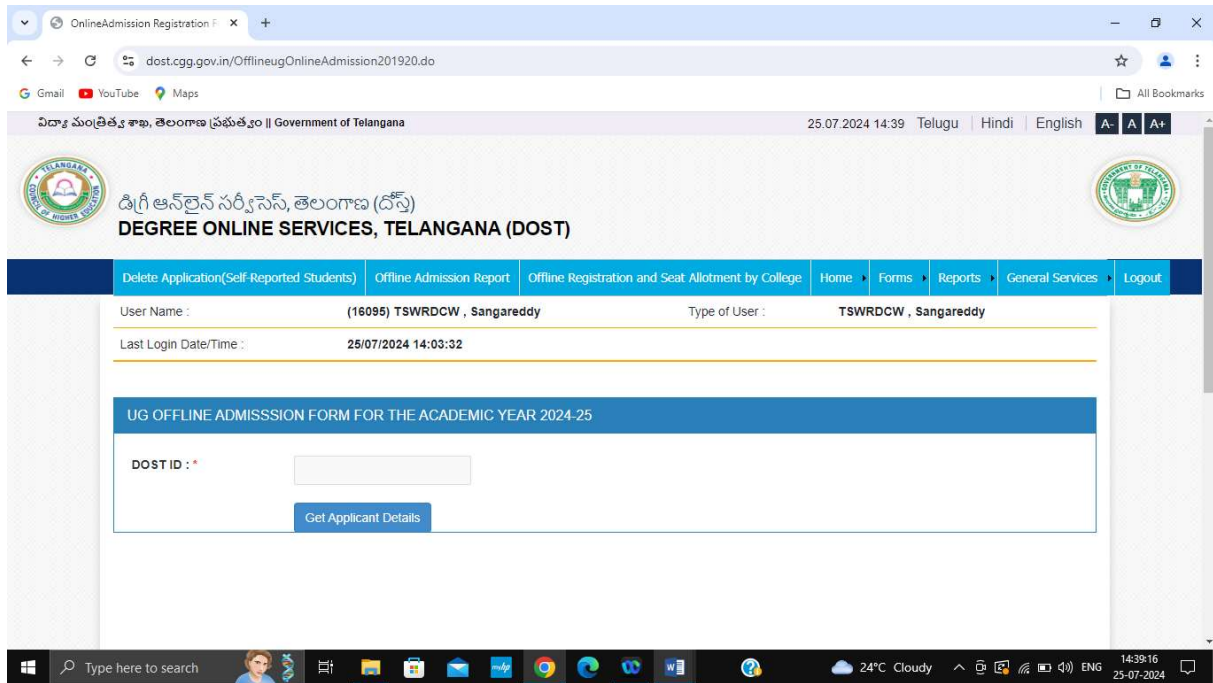 OnlineAdmission Registration F
dost.cgg.gov.in/OfflineugOnlineAdmission201920.do
Gmail YouTube Maps All Bookmarks
విద్యా మంత్రిత్వ శాఖ, తెలంగాణ ప్రభుత్వం || Government of Telangana 25.07.2024 14:39 Telugu | Hindi | English A- A A+
డిగ్రీ ఆన్‌లైన్ సర్వీసెస్, తెలంగాణ (దోస్త్)
DEGREE ONLINE SERVICES, TELANGANA (DOST)
Delete Application(Self-Reported Students) Offline Admission Report Offline Registration and Seat Allotment by College Home Forms Reports General Services Logout
User Name : (16095) TSWRDCW , Sangareddy Type of User : TSWRDCW , Sangareddy
Last Login Date/Time : 25/07/2024 14:03:32
UG OFFLINE ADMISSSION FORM FOR THE ACADEMIC YEAR 2024-25
DOST ID : *
Get Applicant Details
Type here to search mbp W 24°C Cloudy ENG 14:39:16
25-07-2024